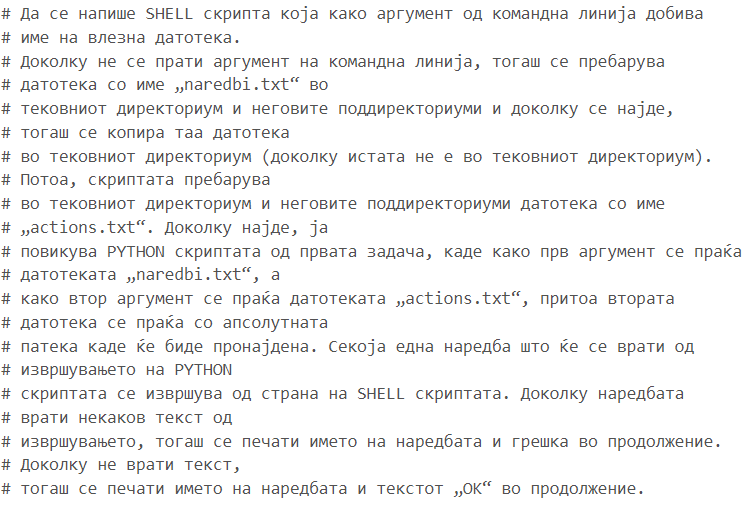 # Да се напише SHELL скрипта која како аргумент од командна линија добива
# име на влезна датотека.
# Доколку не се прати аргумент на командна линија, тогаш се пребарува
# датотека со име „naredbi.txt“ во
# тековниот директориум и неговите поддиректориуми и доколку се најде,
# тогаш се копира таа датотека
# во тековниот директориум (доколку истата не е во тековниот директориум).
# Потоа, скриптата пребарува
# во тековниот директориум и неговите поддиректориуми датотека со име
# „actions.txt“. Доколку најде, ја
# повикува PYTHON скриптата од првата задача, каде како прв аргумент се праќа
# датотеката „naredbi.txt“, а
# како втор аргумент се праќа датотеката „actions.txt“, притоа втората
# датотека се праќа со апсолутната
# патека каде ќе биде пронајдена. Секоја една наредба што ќе се врати од
# извршувањето на PYTHON
# скриптата се извршува од страна на SHELL скриптата. Доколку наредбата
# врати некаков текст од
# извршувањето, тогаш се печати името на наредбата и грешка во продолжение.
# Доколку не врати текст,
# тогаш се печати името на наредбата и текстот „OK“ во продолжение.